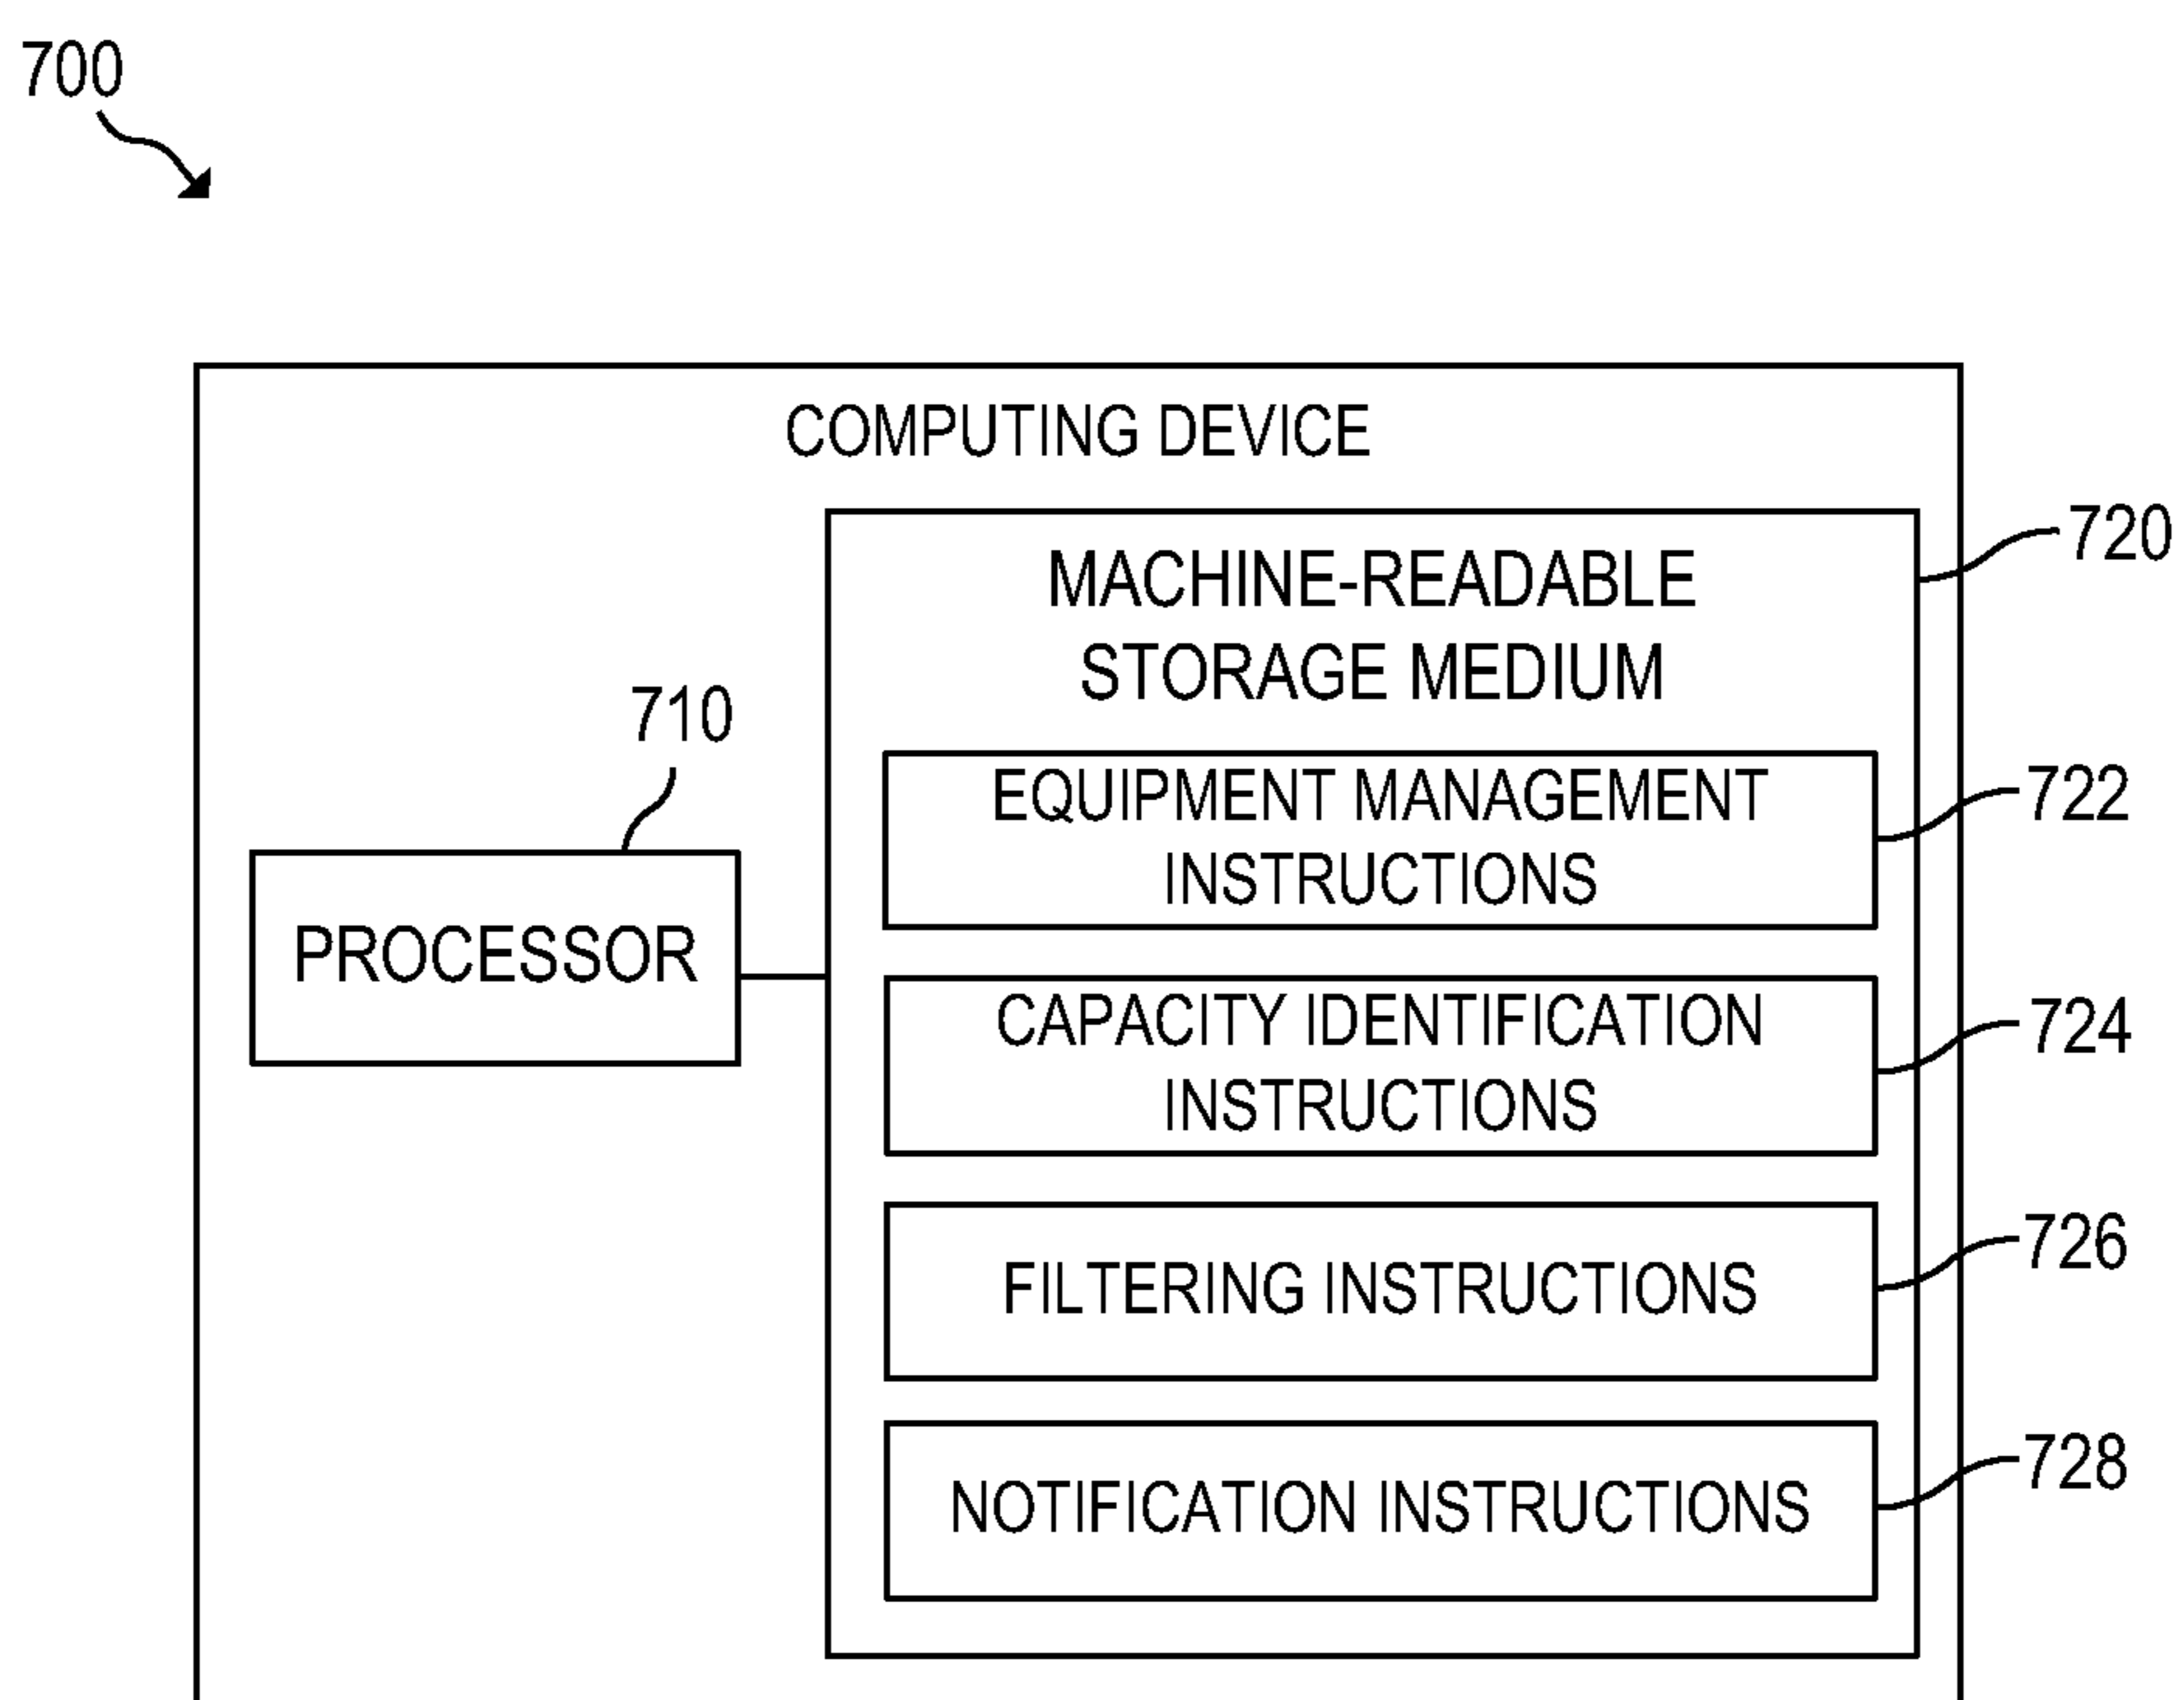 700
COMPUTING DEVICE
720
MACHINE-READABLE
STORAGE MEDIUM
710
PROCESSOR
EQUIPMENT MANAGEMENT
INSTRUCTIONS
722
CAPACITY IDENTIFICATION
INSTRUCTIONS
724
FILTERING INSTRUCTIONS
726
NOTIFICATION INSTRUCTIONS
728